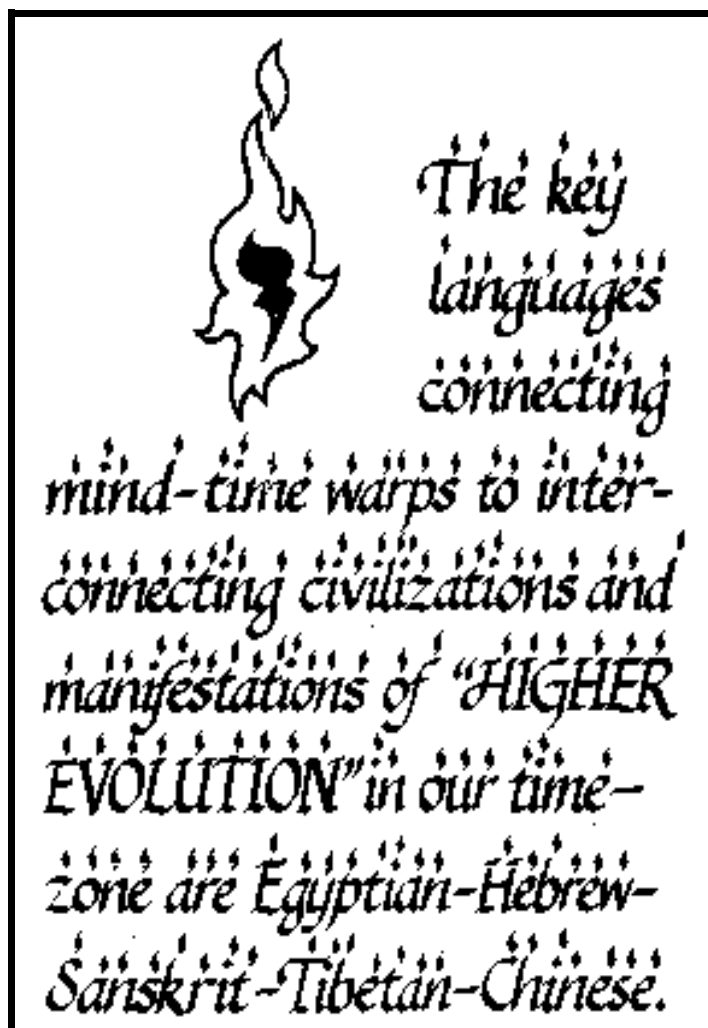 The key
languages
connecting
mind-time warps to inter-
connecting civilizations and
manifestations of "HIGHER
EVOLUTION" in our time-
zone are Egyptian-Hebrew-
Sanskrit-Tibetan-Chinese.